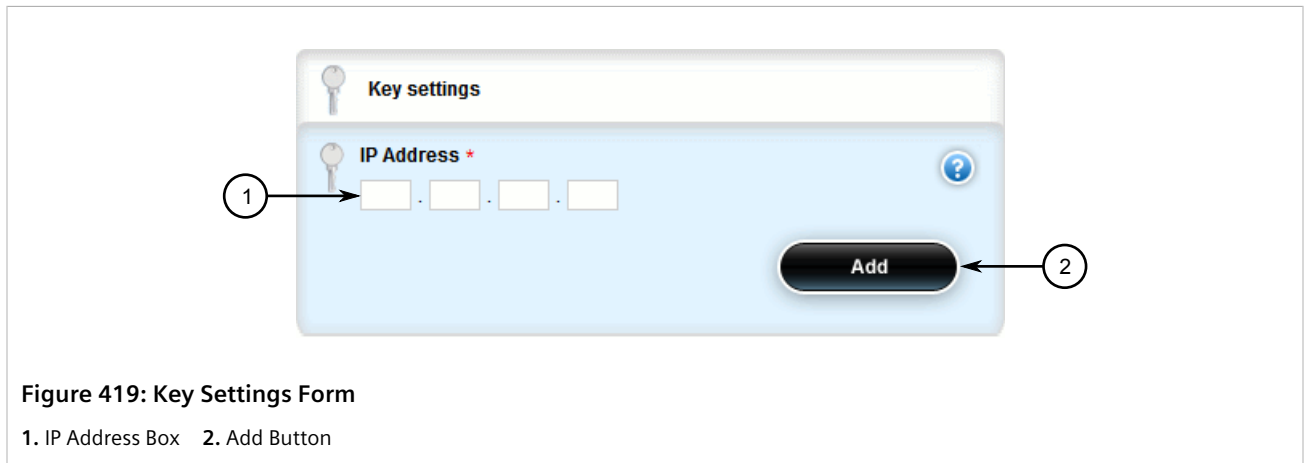 Key settings
IP Address *
?
1
. . .
Add
2
Figure 419: Key Settings Form
1. IP Address Box 2. Add Button